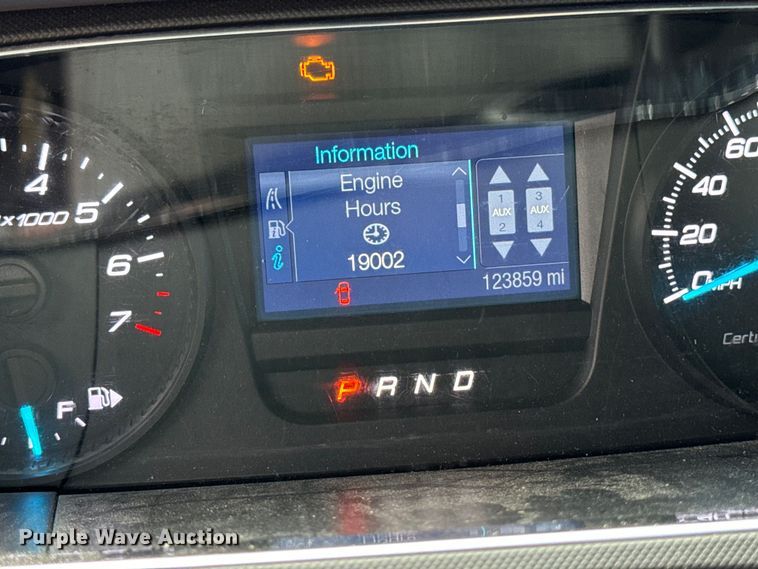 Information
Engine
Hours
19002
1 AUX 2
3 AUX 4
123859 mi
4
5
x1000
6
7
F
P R N D
60
40
20
0 MPH
Purple Wave Auction